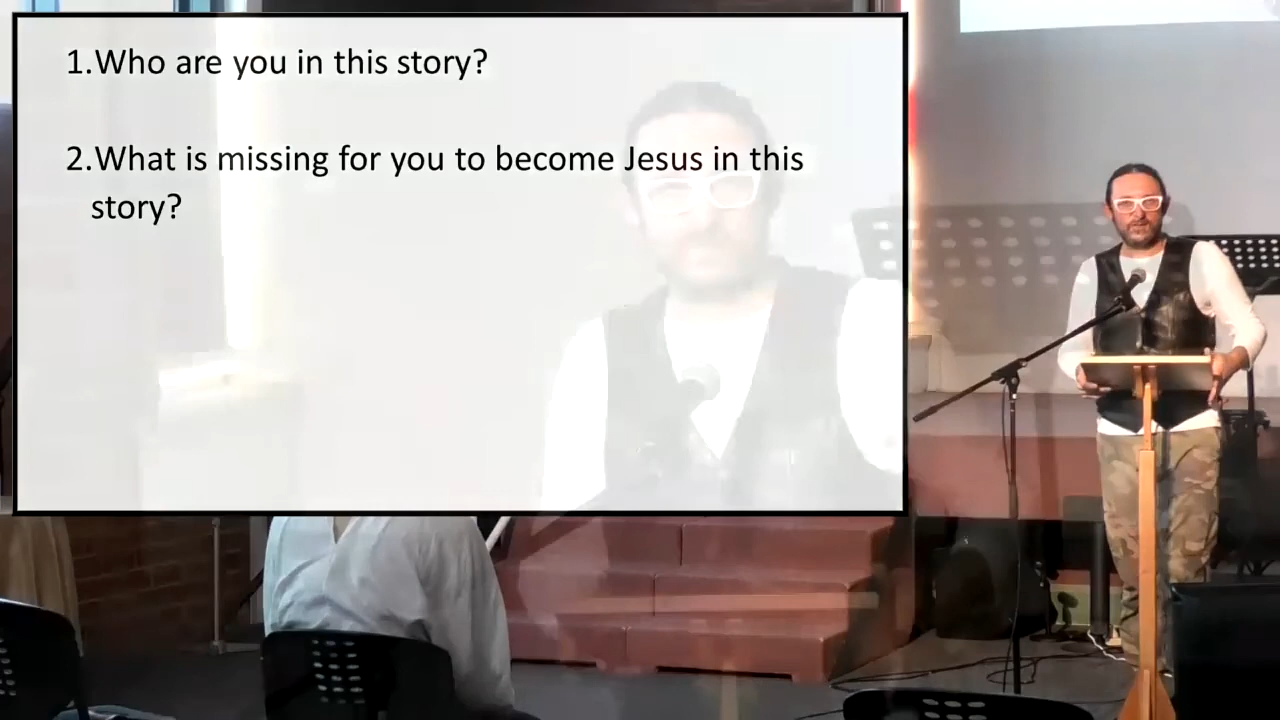 1.Who are you in this story?
2.What is missing for you to become Jesus in this
story?